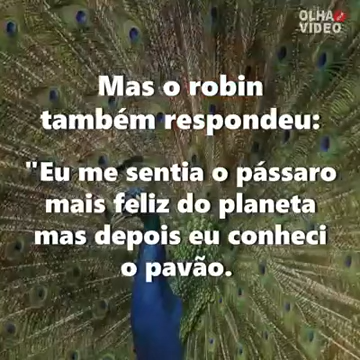 OLHA
VIDEO
Mas o robin
também respondeu:
"Eu me sentia o pássaro
mais feliz do planeta
mas depois eu conheci
o pavão.